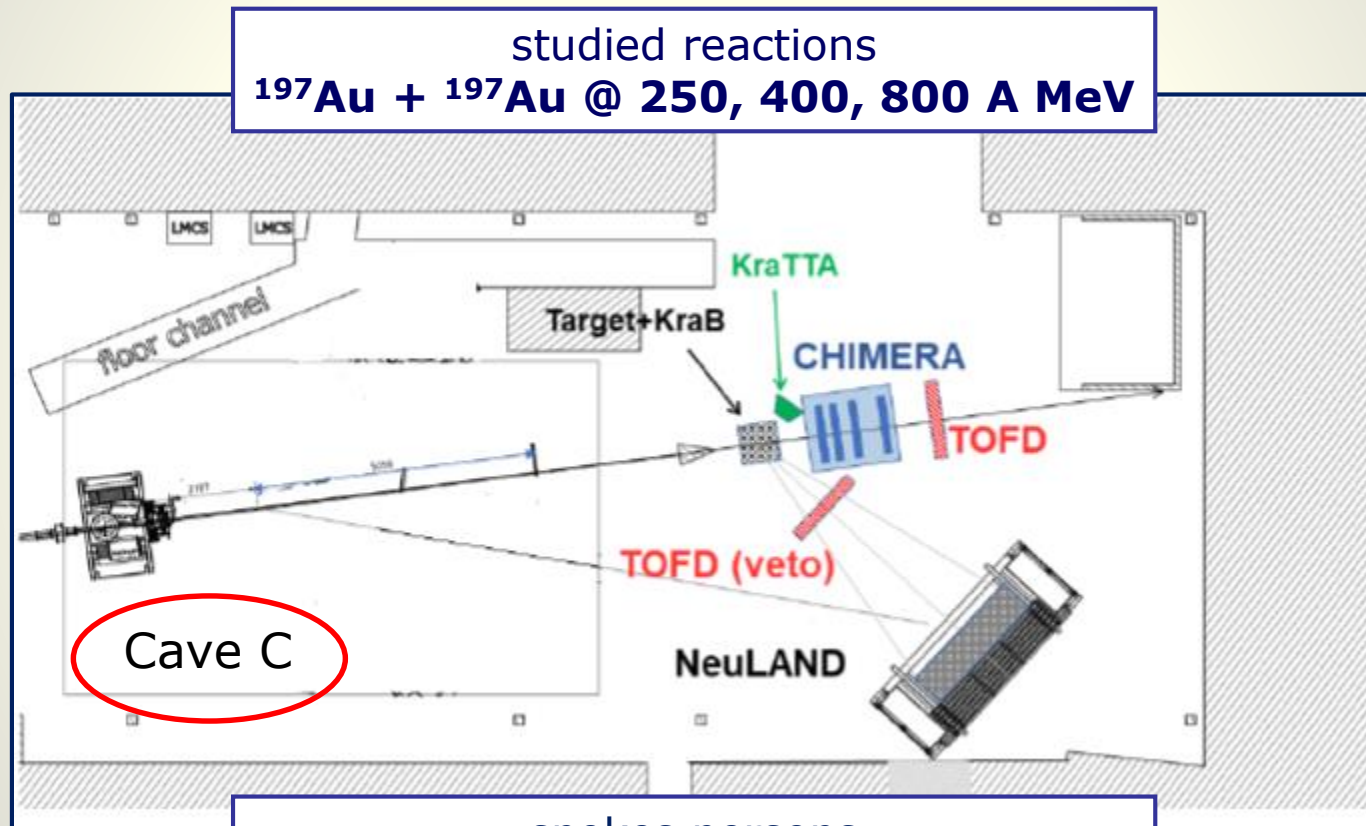 studied reactions
¹⁹⁷Au + ¹⁹⁷Au @ 250, 400, 800 A MeV
LMCS
LMCS
floor channel
KraTTA
Target+KraB
CHIMERA
TOFD
TOFD (veto)
Cave C
NeuLAND